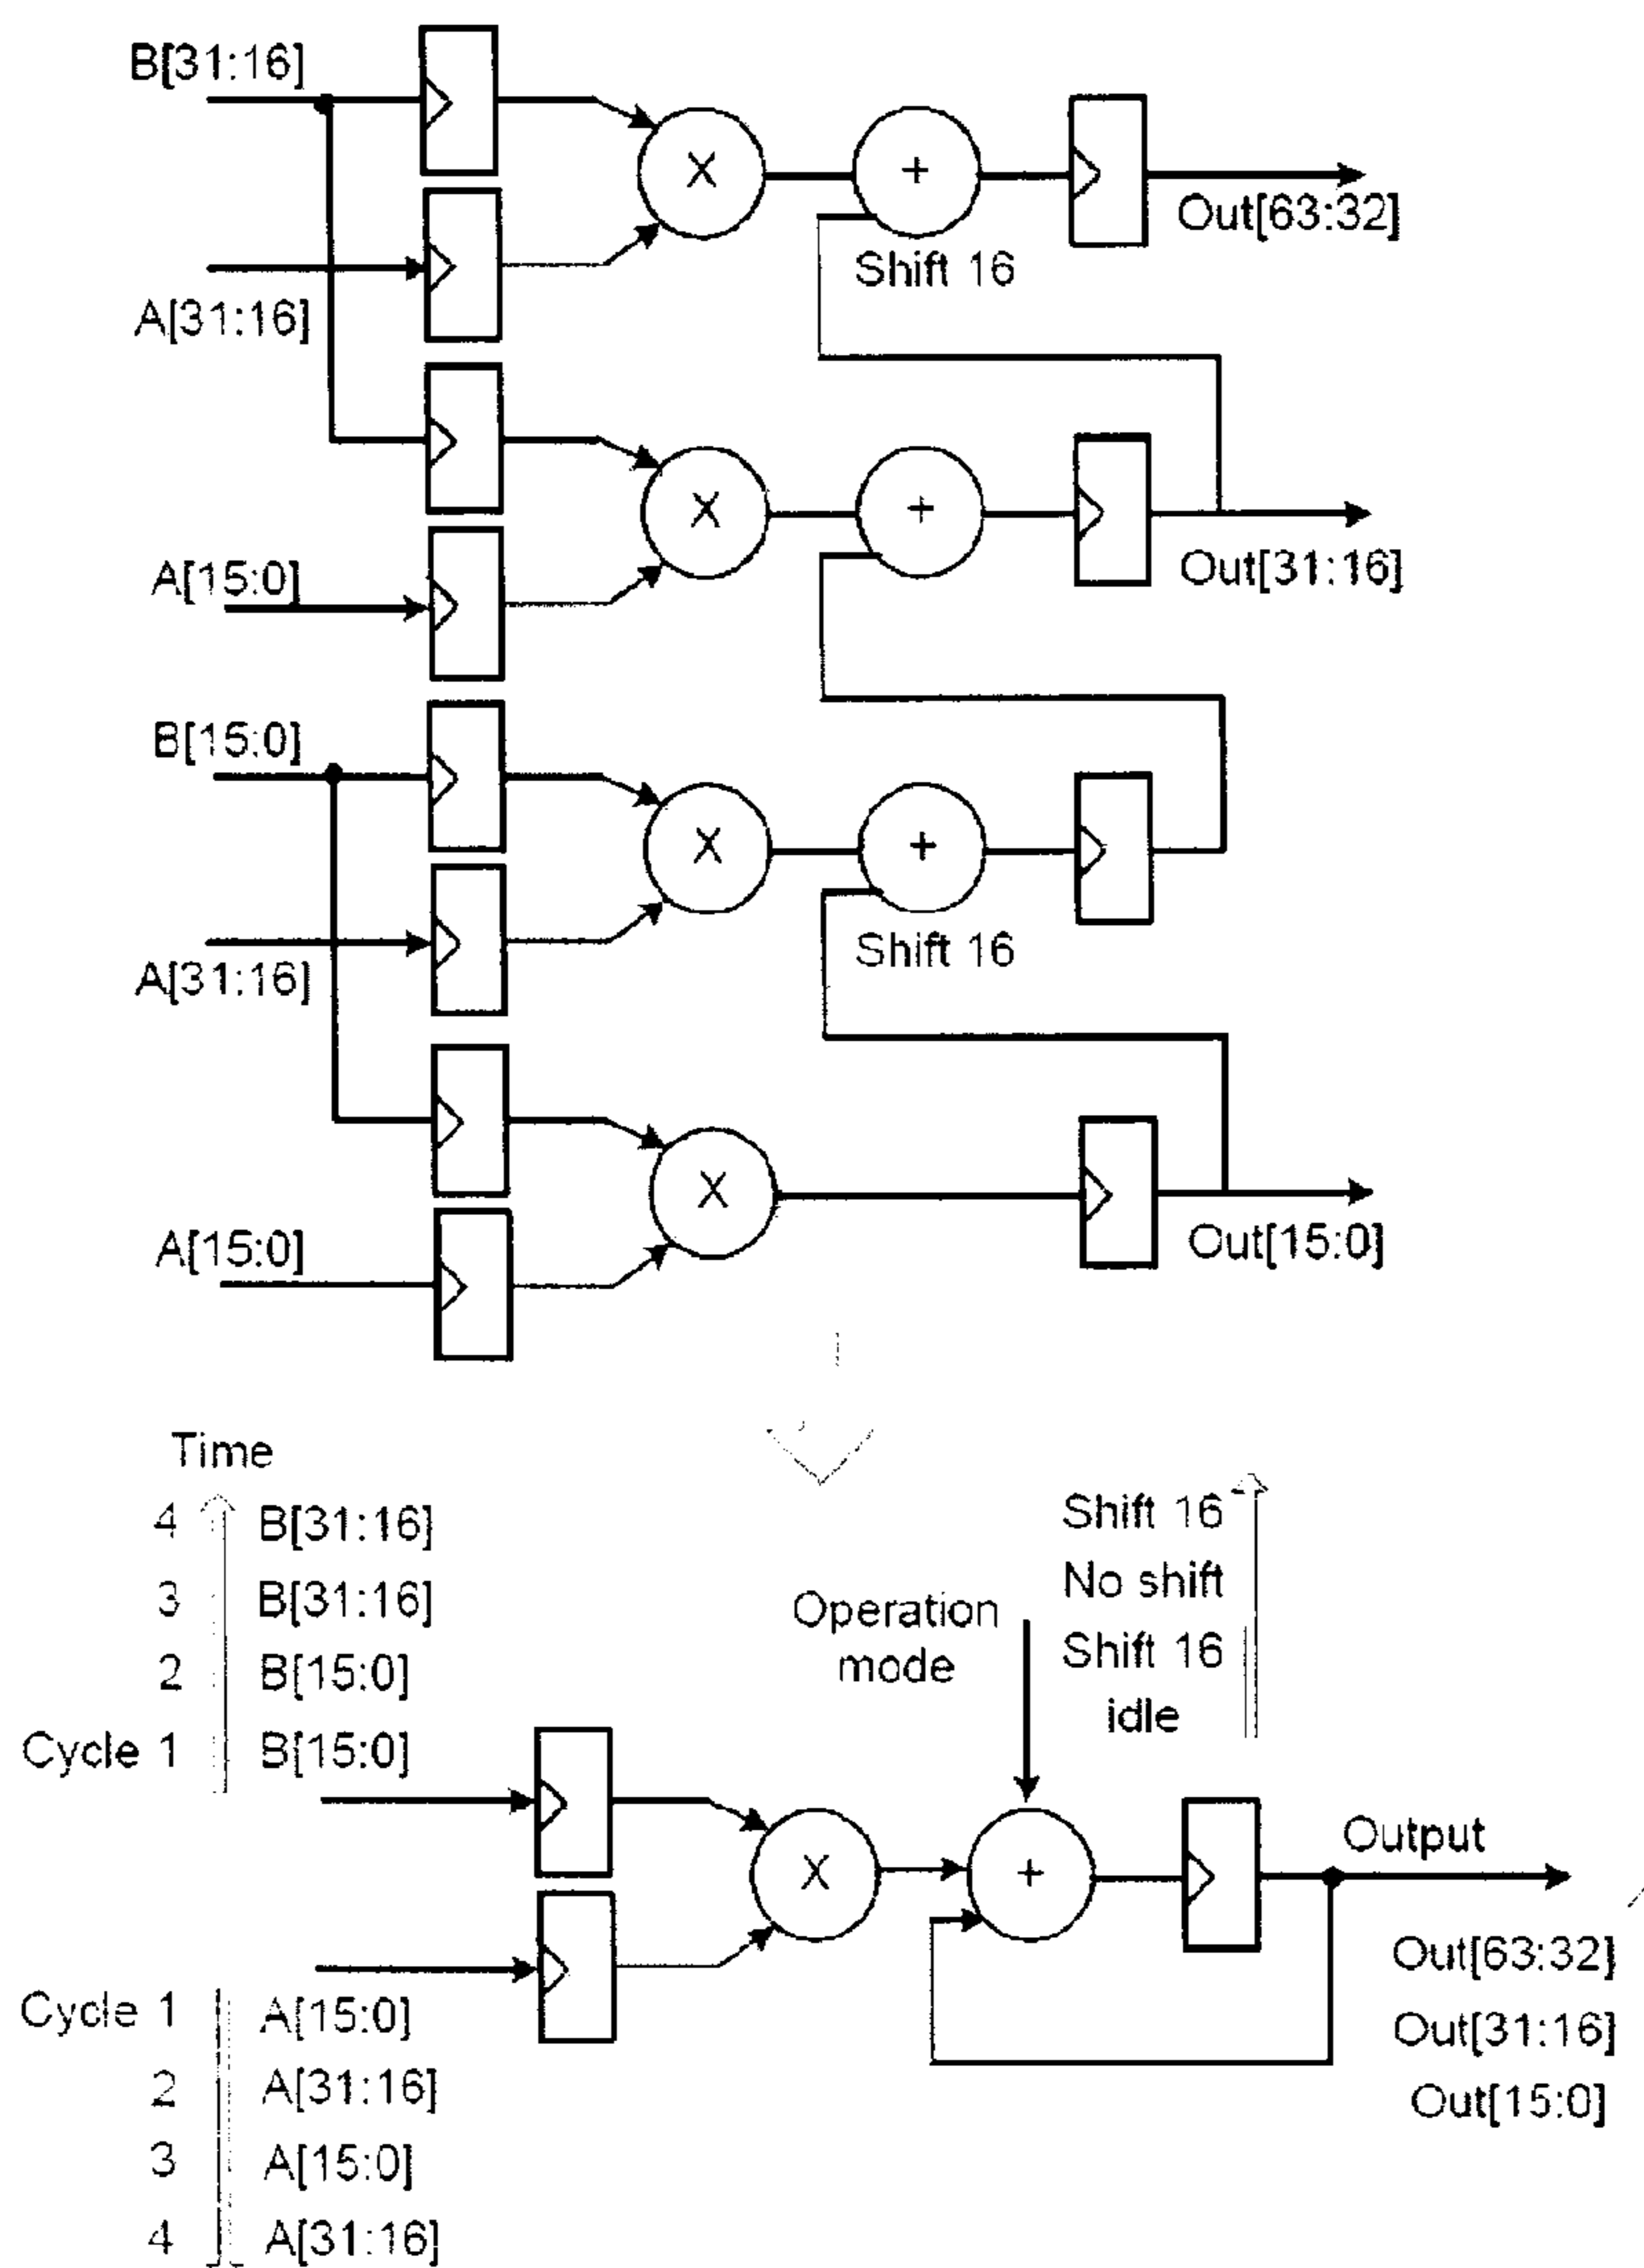 B[31:16]
X
+
Out[63:32]
Shift 16
A[31:16]
X
+
A[15:0]
Out[31:16]
B[15:0]
X
+
Shift 16
A[31:16]
X
A[15:0]
Out[15:0]
Time
4 B[31:16]
3 B[31:16]
2 B[15:0]
Cycle 1 B[15:0]
Operation
mode
Shift 16
No shift
Shift 16
idle
X
+
Output
Out[63:32]
Out[31:16]
Out[15:0]
Cycle 1 A[15:0]
2 A[31:16]
3 A[15:0]
4 A[31:16]